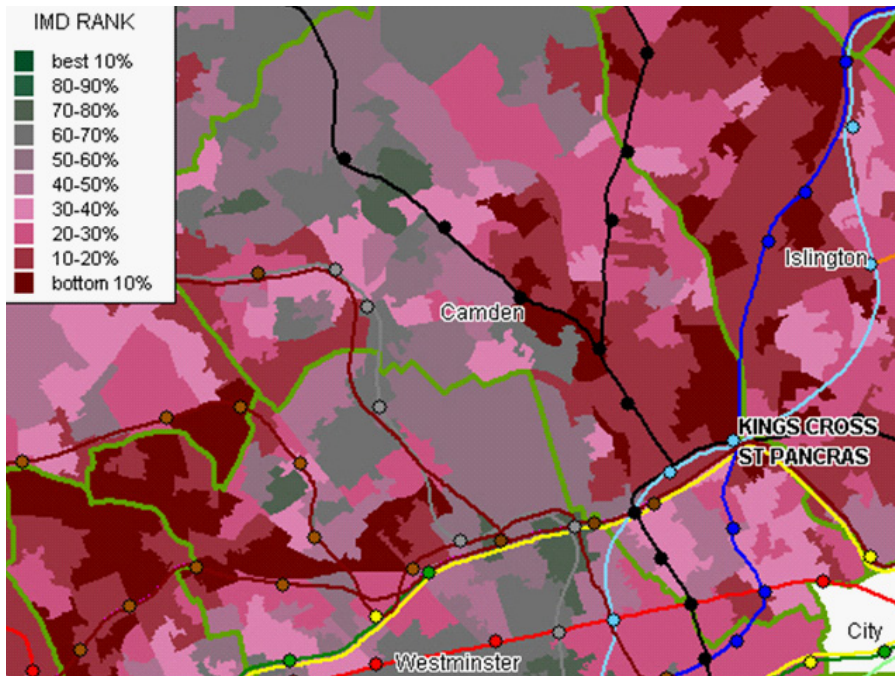 IMD RANK
best 10%
80-90%
70-80%
60-70%
50-60%
40-50%
30-40%
20-30%
10-20%
bottom 10%
Islington
Camden
KINGS CROSS
ST PANCRAS
City
Westminster